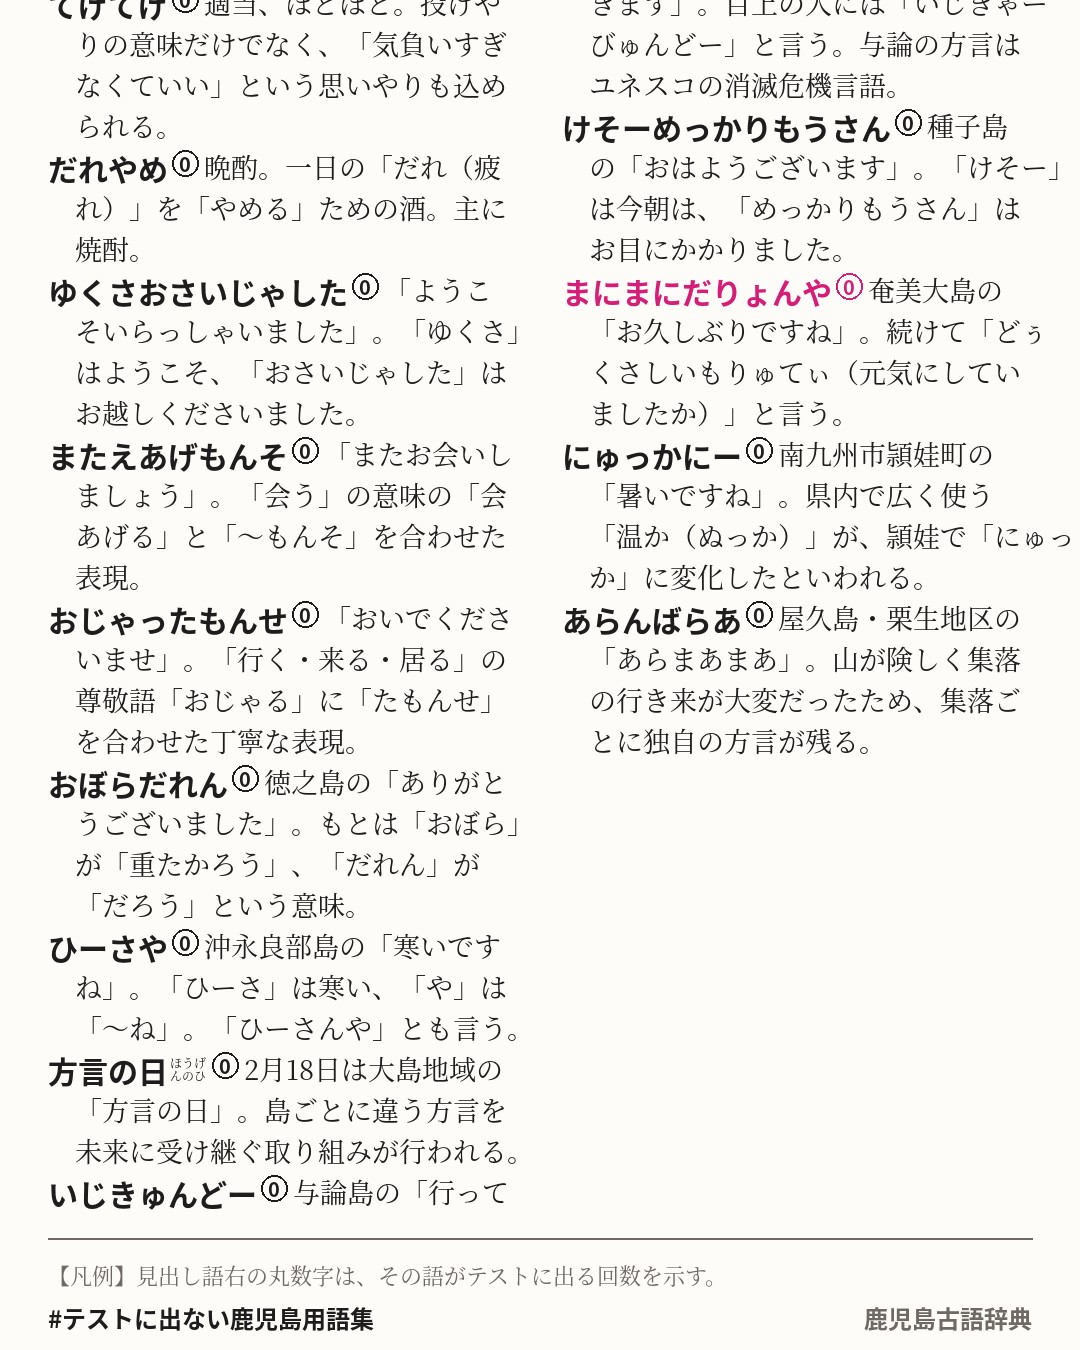 てげてげ⓪適当、ほどほど。投げや
りの意味だけでなく、「気負いすぎ
なくていい」という思いやりも込め
られる。
だれやめ⓪晩酌。一日の「だれ（疲
れ）」を「やめる」ための酒。主に
焼酎。
ゆくさおさいじゃした⓪「ようこ
そいらっしゃいました」。「ゆくさ」
はようこそ、「おさいじゃした」は
お越しくださいました。
またえあげもんそ⓪「またお会いし
ましょう」。「会う」の意味の「会
あげる」と「〜もんそ」を合わせた
表現。
おじゃったもんせ⓪「おいでくださ
いませ」。「行く・来る・居る」の
尊敬語「おじゃる」に「たもんせ」
を合わせた丁寧な表現。
おぼらだれん⓪徳之島の「ありがと
うございました」。もとは「おぼら」
が「重たかろう」、「だれん」が
「だろう」という意味。
ひーさや⓪沖永良部島の「寒いです
ね」。「ひーさ」は寒い、「や」は
「〜ね」。「ひーさんや」とも言う。
方言の日ほうげんのひ⓪2月18日は大島地域の
「方言の日」。島ごとに違う方言を
未来に受け継ぐ取り組みが行われる。
いじきゅんどー⓪与論島の「行って
きます」。目上の人には「いじきゃー
びゅんどー」と言う。与論の方言は
ユネスコの消滅危機言語。
けそーめっかりもうさん⓪種子島
の「おはようございます」。「けそー」
は今朝は、「めっかりもうさん」は
お目にかかりました。
まにまにだりょんや⓪奄美大島の
「お久しぶりですね」。続けて「どぅ
くさしいもりゅてぃ（元気にしてい
ましたか）」と言う。
にゅっかにー⓪南九州市頴娃町の
「暑いですね」。県内で広く使う
「温か（ぬっか）」が、頴娃で「にゅっ
か」に変化したといわれる。
あらんばらあ⓪屋久島・栗生地区の
「あらまあまあ」。山が険しく集落
の行き来が大変だったため、集落ご
とに独自の方言が残る。
【凡例】見出し語右の丸数字は、その語がテストに出る回数を示す。
#テストに出ない鹿児島用語集
鹿児島古語辞典